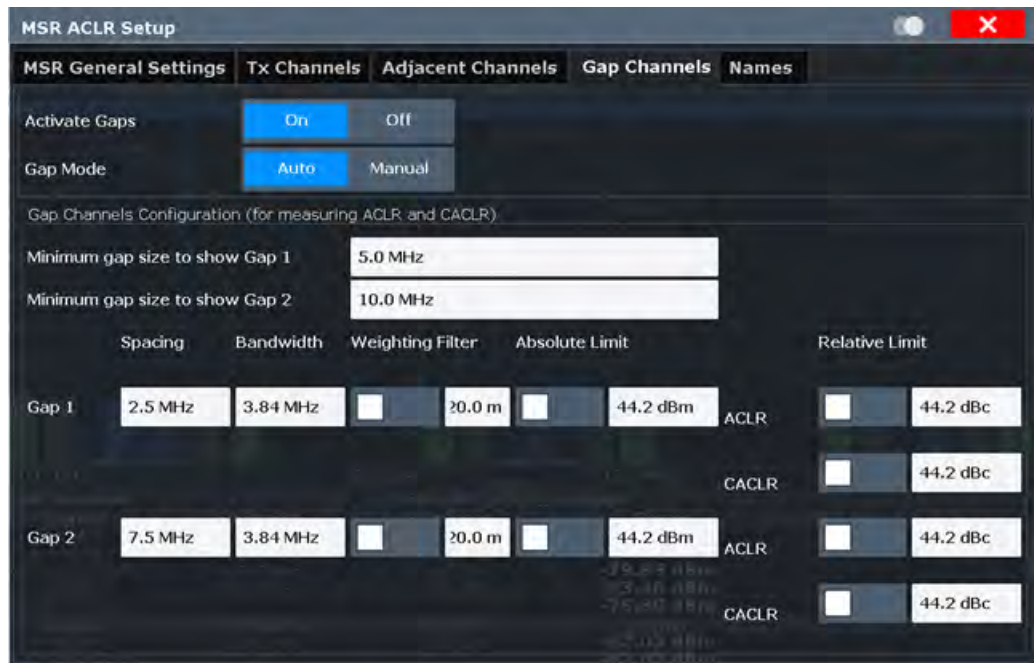 MSR ACLR Setup
MSR General Settings Tx Channels Adjacent Channels Gap Channels Names
Activate Gaps On Off
Gap Mode Auto Manual
Gap Channels Configuration (for measuring ACLR and CACLR)
Minimum gap size to show Gap 1 5.0 MHz
Minimum gap size to show Gap 2 10.0 MHz
Spacing Bandwidth Weighting Filter Absolute Limit Relative Limit
Gap 1 2.5 MHz 3.84 MHz 20.0 m 44.2 dBm ACLR 44.2 dBc
CACLR 44.2 dBc
Gap 2 7.5 MHz 3.84 MHz 20.0 m 44.2 dBm ACLR 44.2 dBc
CACLR 44.2 dBc